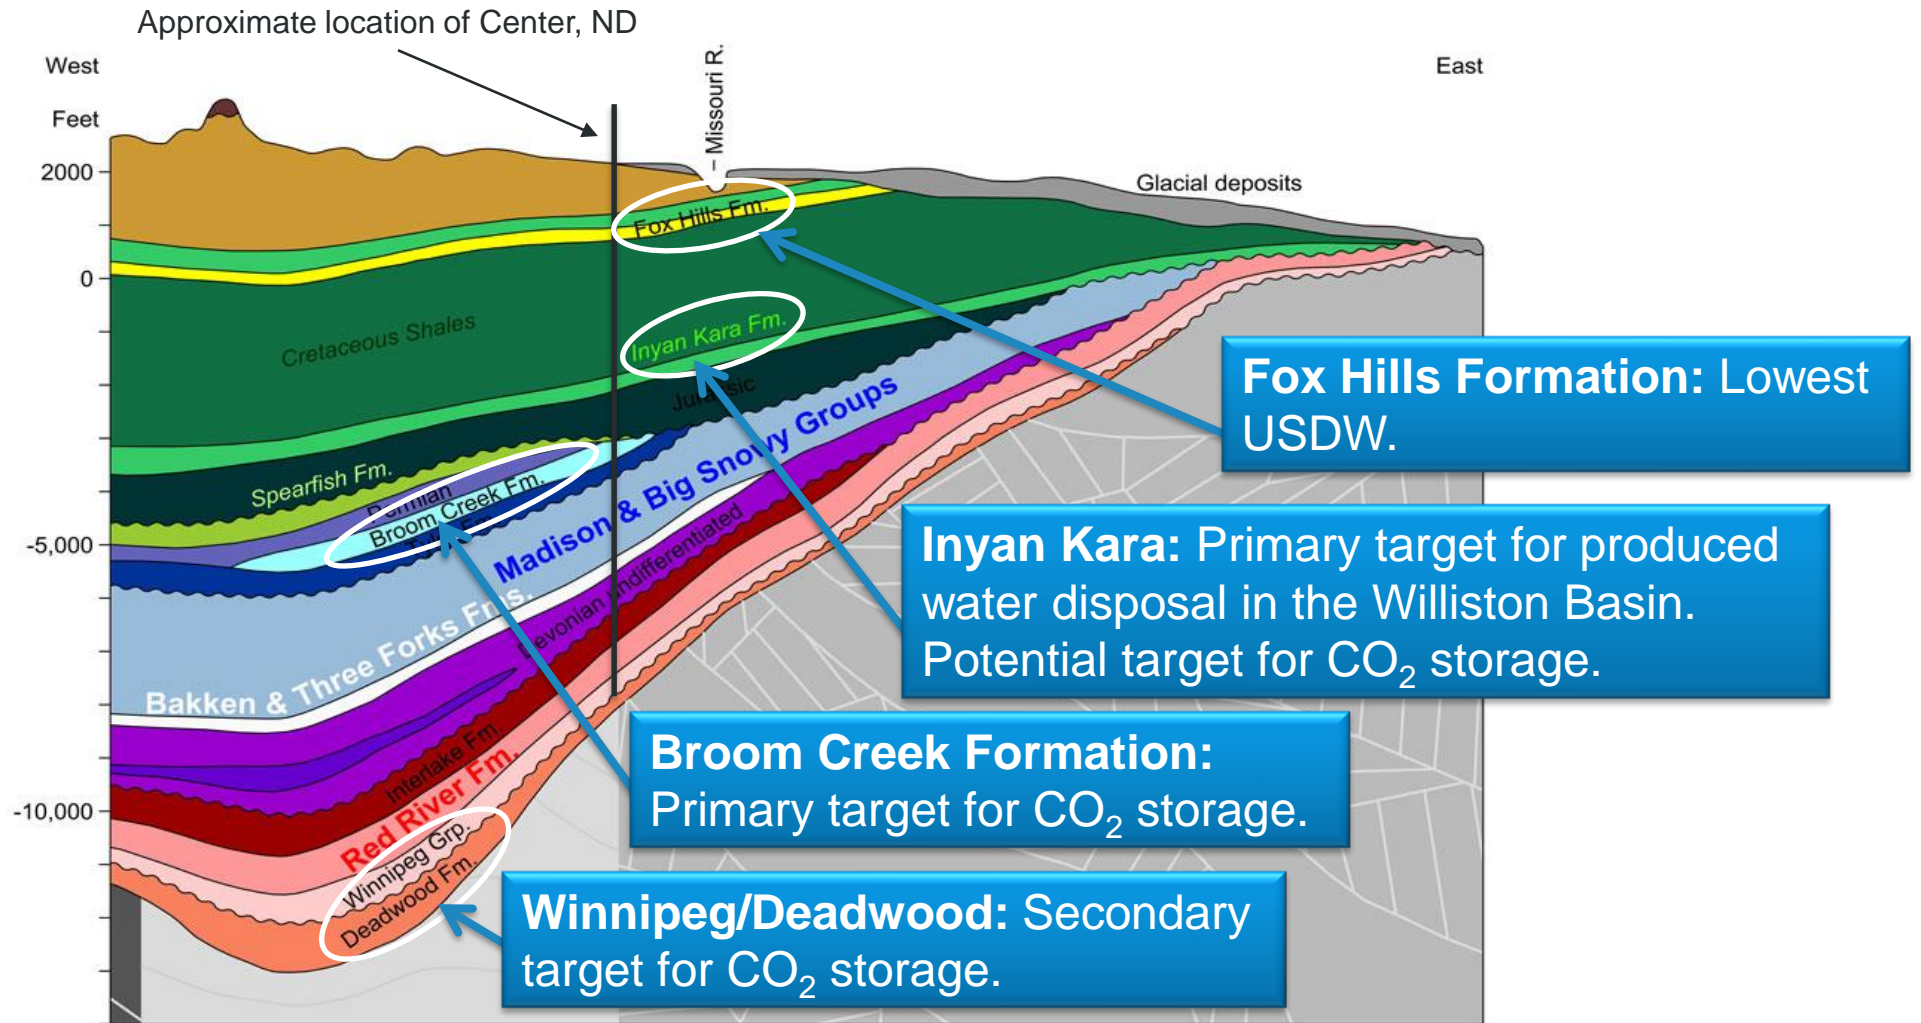 Approximate location of Center, ND
West
East
Feet
Missouri R.
2000
0
-5,000
-10,000
Glacial deposits
Fox Hills Fm.
Cretaceous Shales
Inyan Kara Fm.
Jurassic
Spearfish Fm.
Permian
Broom Creek Fm.
Madison & Big Snowy Groups
Bakken & Three Forks Fms.
Devonian undifferentiated
Interlake Fm.
Red River Fm.
Winnipeg Grp.
Deadwood Fm.
Fox Hills Formation: Lowest
USDW.
Inyan Kara: Primary target for produced
water disposal in the Williston Basin.
Potential target for CO₂ storage.
Broom Creek Formation:
Primary target for CO₂ storage.
Winnipeg/Deadwood: Secondary
target for CO₂ storage.